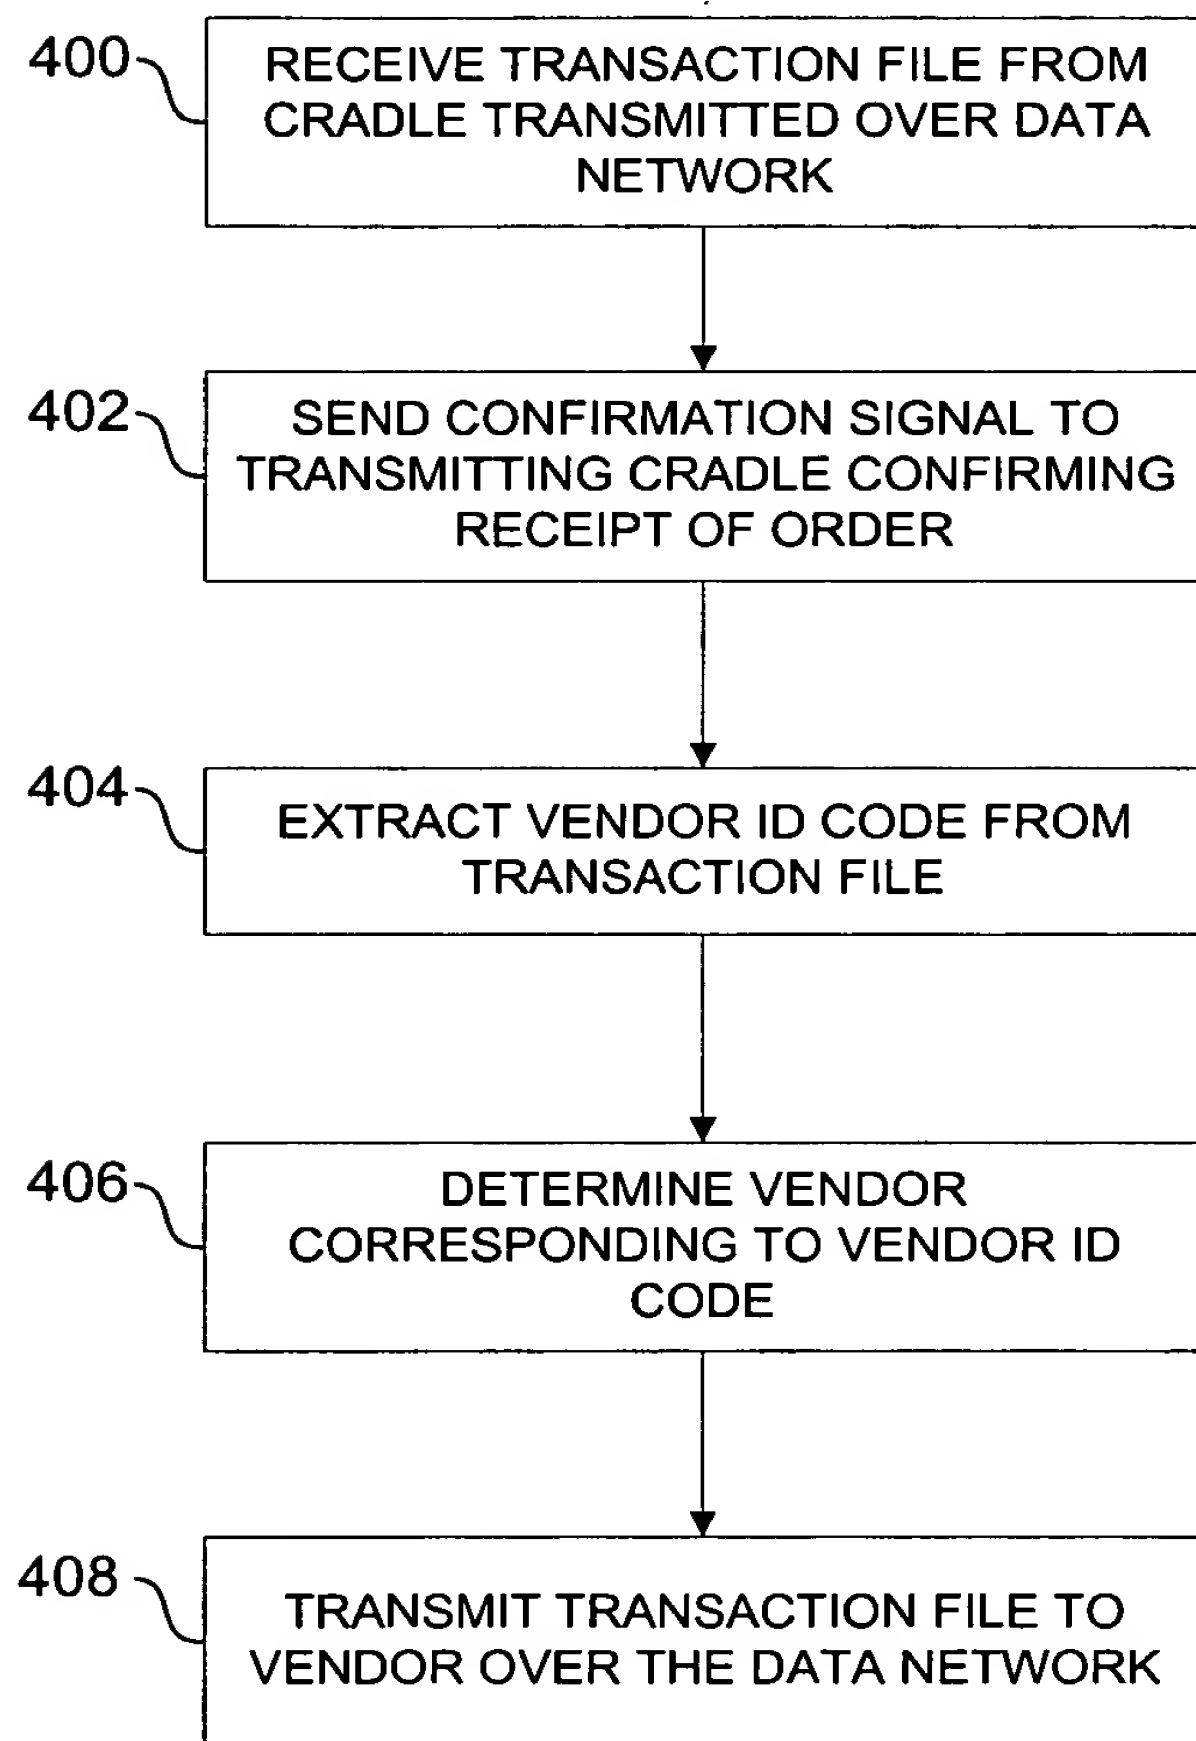 400
RECEIVE TRANSACTION FILE FROM
CRADLE TRANSMITTED OVER DATA
NETWORK
402
SEND CONFIRMATION SIGNAL TO
TRANSMITTING CRADLE CONFIRMING
RECEIPT OF ORDER
404
EXTRACT VENDOR ID CODE FROM
TRANSACTION FILE
406
DETERMINE VENDOR
CORRESPONDING TO VENDOR ID
CODE
408
TRANSMIT TRANSACTION FILE TO
VENDOR OVER THE DATA NETWORK